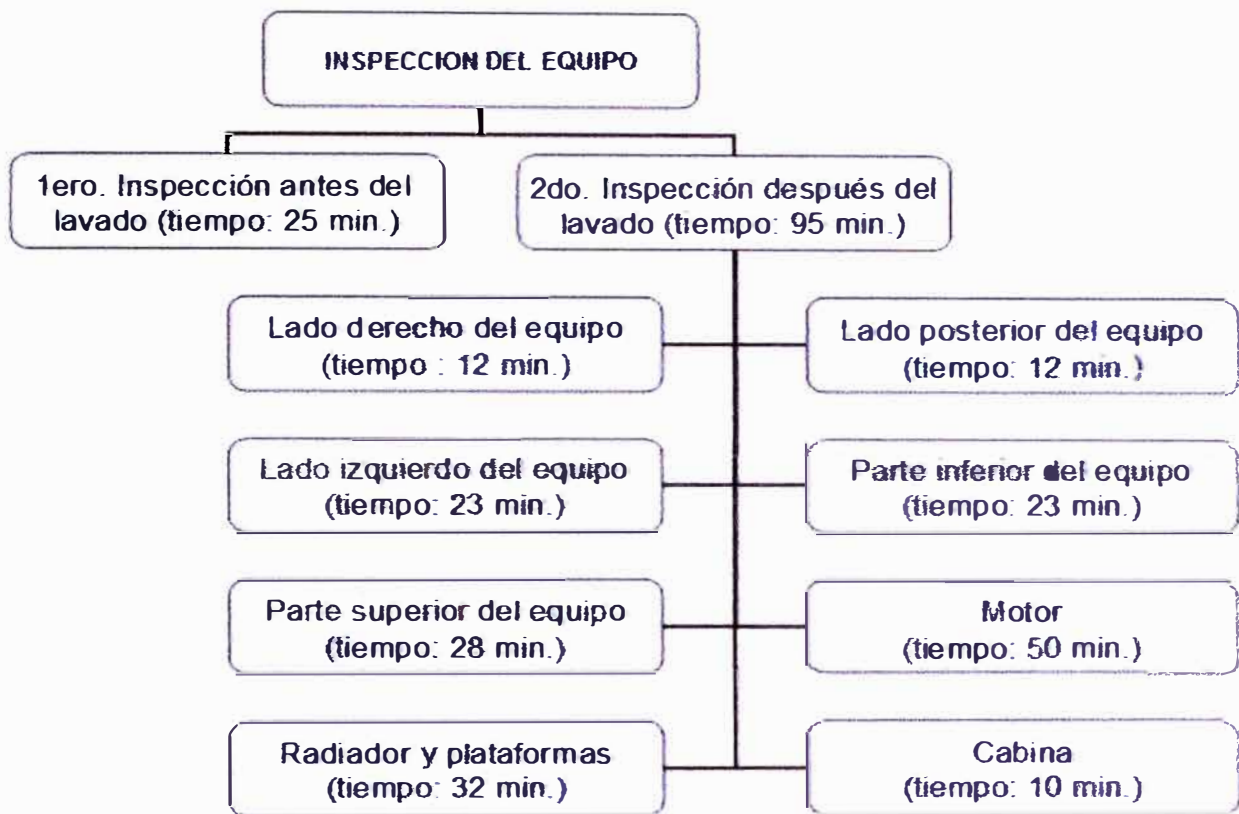 INSPECCION DEL EQUIPO
1ero. Inspección antes del
lavado (tiempo: 25 min.)
2do. Inspección después del
lavado (tiempo: 95 min.)
Lado derecho del equipo
(tiempo : 12 min.)
Lado posterior del equipo
(tiempo: 12 min.)
Lado izquierdo del equipo
(tiempo: 23 min.)
Parte inferior del equipo
(tiempo: 23 min.)
Parte superior del equipo
(tiempo: 28 min.)
Motor
(tiempo: 50 min.)
Radiador y plataformas
(tiempo: 32 min.)
Cabina
(tiempo: 10 min.)